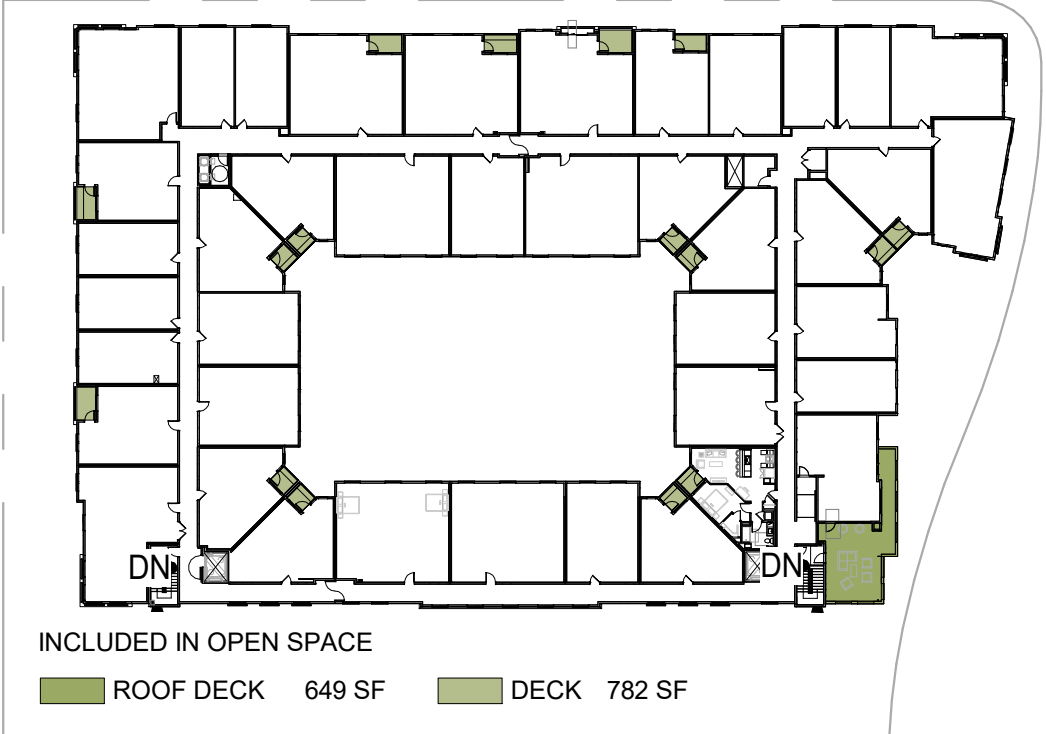 DN
DN
INCLUDED IN OPEN SPACE
ROOF DECK 649 SF
DECK 782 SF